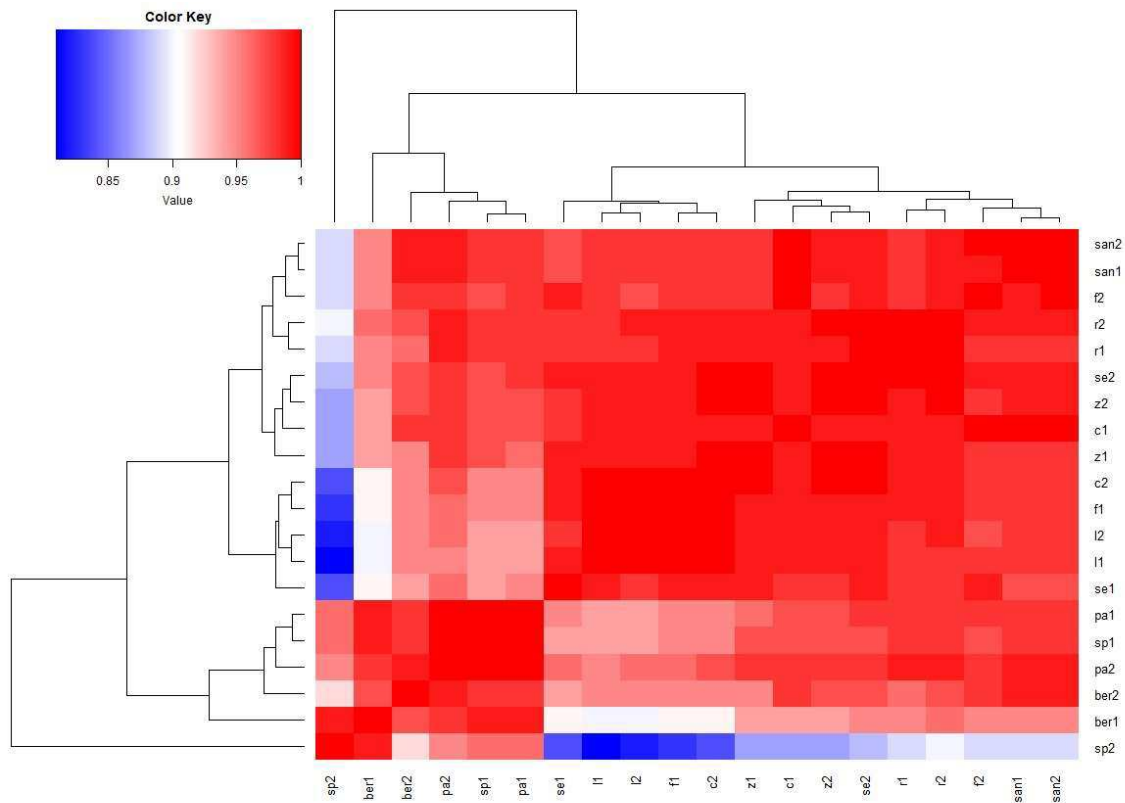 Color Key
0.85 0.9 0.95 1
Value
san2
san1
f2
r2
r1
se2
z2
c1
z1
c2
f1
l2
l1
se1
pa1
sp1
pa2
ber2
ber1
sp2
sp2 ber1 ber2 pa2 sp1 pa1 se1 l1 l2 f1 c2 z1 c1 z2 se2 r1 r2 f2 san1 san2